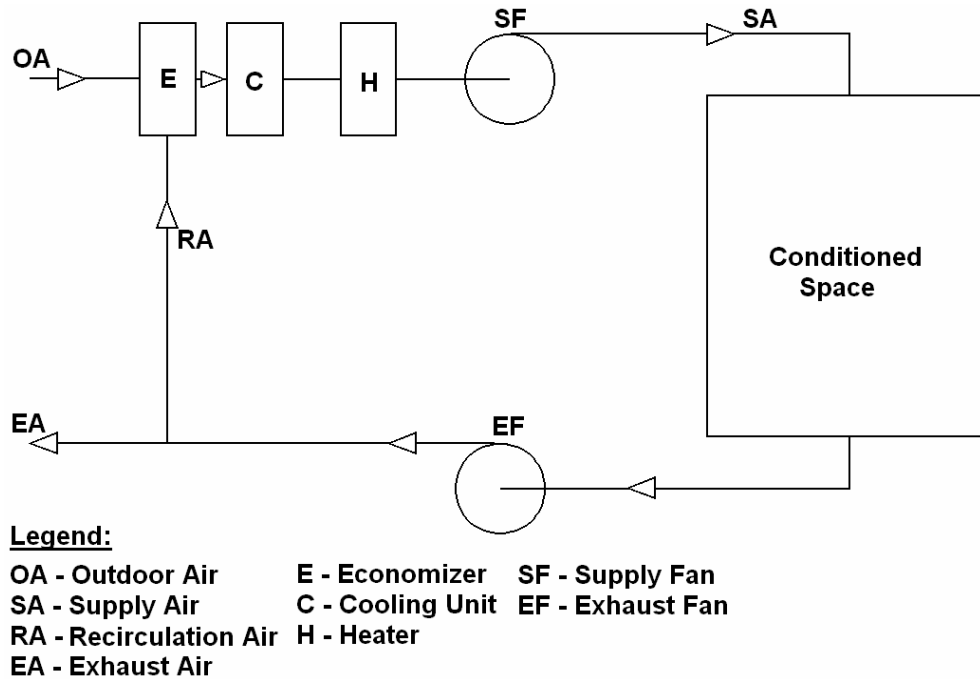 SF
SA
OA
E
C
H
RA
Conditioned
Space
EA
EF
Legend:
OA - Outdoor Air
SA - Supply Air
RA - Recirculation Air
EA - Exhaust Air
E - Economizer
C - Cooling Unit
H - Heater
SF - Supply Fan
EF - Exhaust Fan